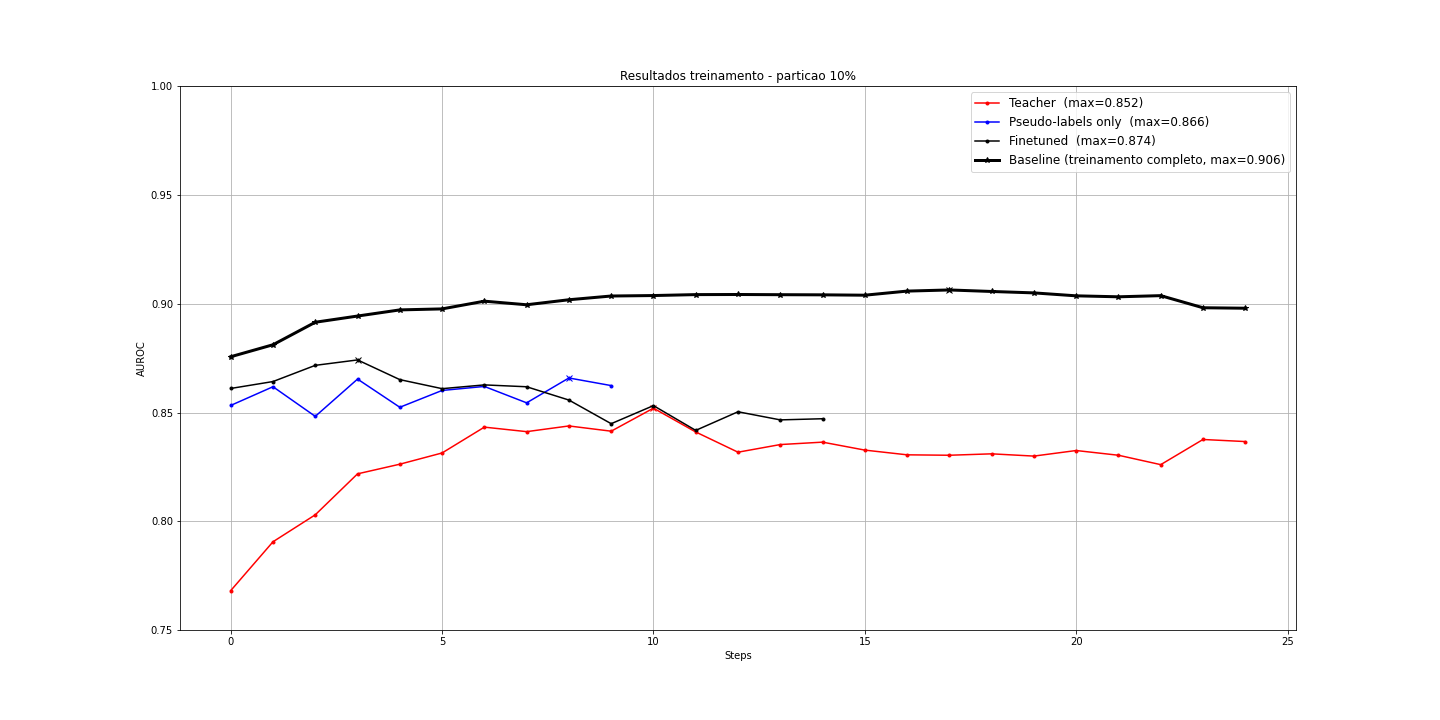 Resultados treinamento - particao 10%
1.00
0.95
0.90
0.85
0.80
0.75
AUROC
Teacher  (max=0.852)
Pseudo-labels only  (max=0.866)
Finetuned  (max=0.874)
Baseline (treinamento completo, max=0.906)
0
5
10
15
20
25
Steps